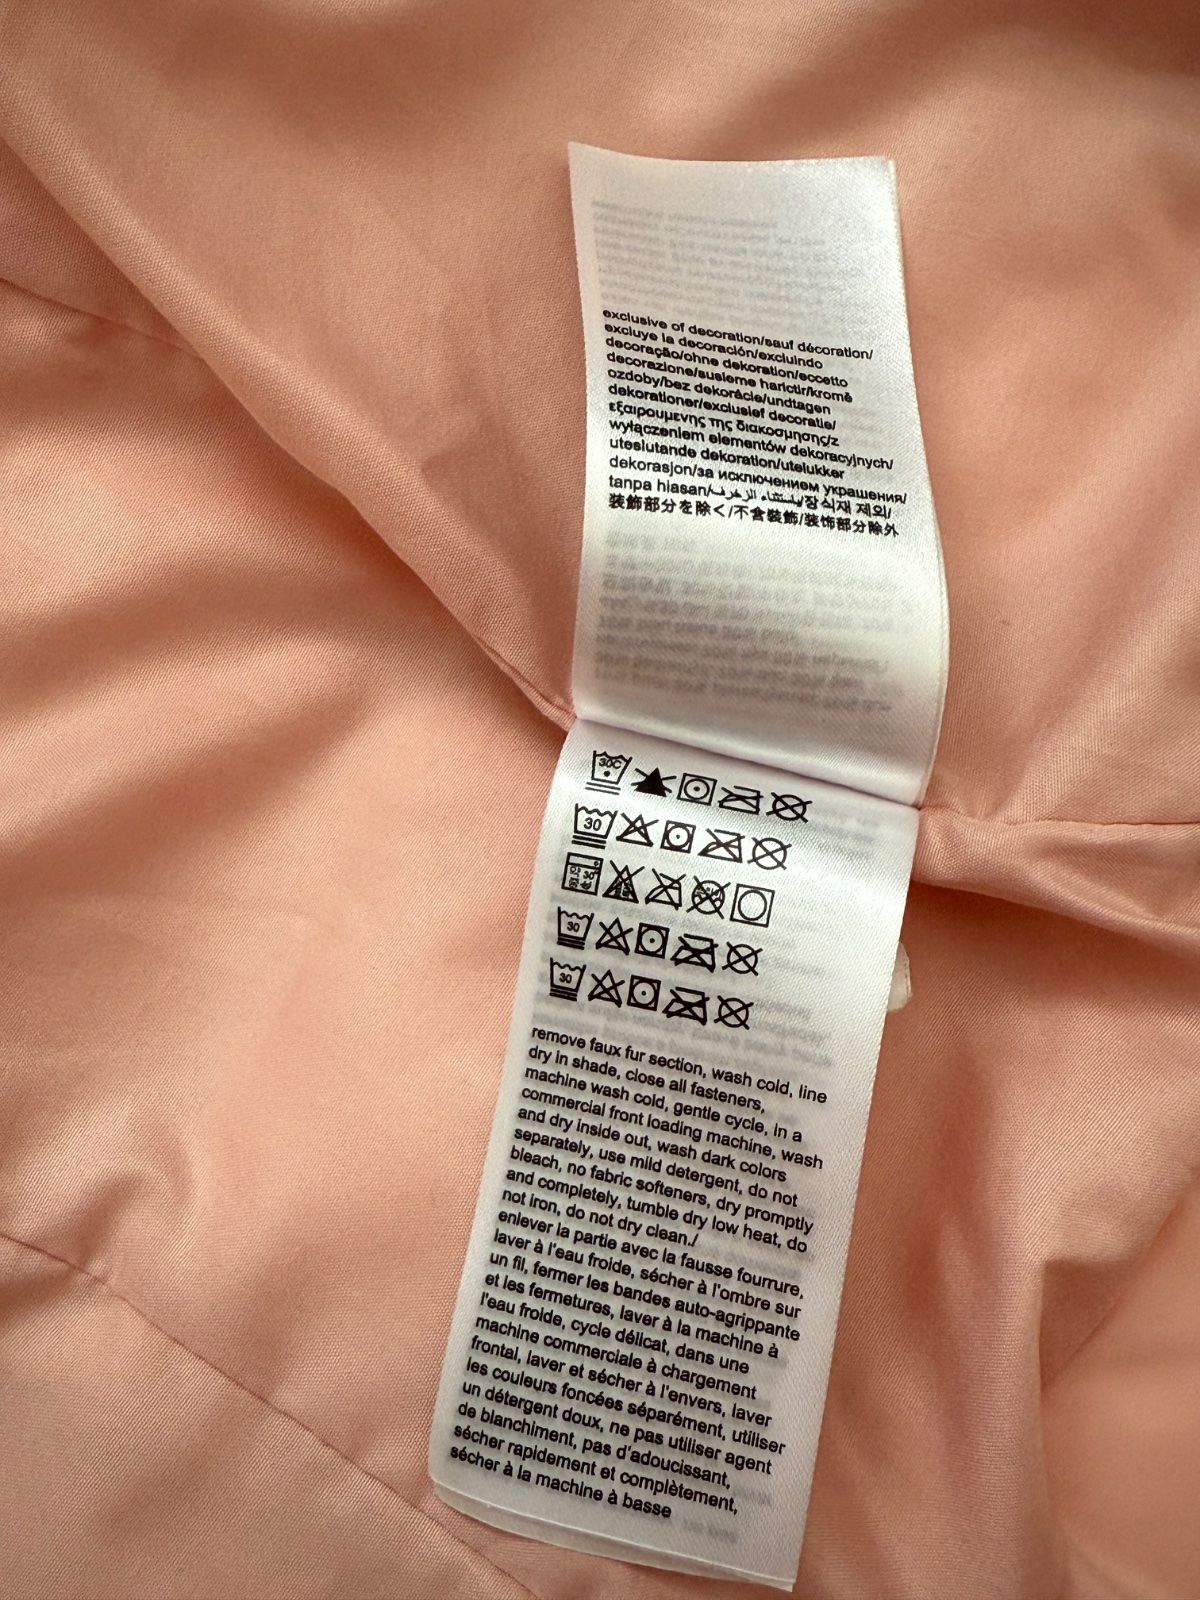 exclusive of decoration/sauf décoration/
excluye la decoración/excluindo
decoração/ohne dekoration/eccetto
decorazione/susleme harictir/kromě
ozdoby/bez dekorácie/undtagen
dekorationer/exclusief decoratie/
εξαιρουμενης της διακοσμησης/z
wyłączeniem elementów dekoracyjnych/
uteslutande dekoration/utelukker
dekorasjon/за исключением украшения/
tanpa hiasan/باستثناء الزخرف/장식재 제외/
装飾部分を除く/不含裝飾/装饰部分除外
30C
30
30
30
30
remove faux fur section, wash cold, line
dry in shade, close all fasteners,
machine wash cold, gentle cycle, in a
commercial front loading machine, wash
and dry inside out, wash dark colors
separately, use mild detergent, do not
bleach, no fabric softeners, dry promptly
and completely, tumble dry low heat, do
not iron, do not dry clean./
enlever la partie avec la fausse fourrure,
laver à l'eau froide, sécher à l'ombre sur
un fil, fermer les bandes auto-agrippante
et les fermetures, laver à la machine à
l'eau froide, cycle délicat, dans une
machine commerciale à chargement
frontal, laver et sécher à l'envers, laver
les couleurs foncées séparément, utiliser
un détergent doux, ne pas utiliser agent
de blanchiment, pas d'adoucissant,
sécher rapidement et complètement,
sécher à la machine à basse